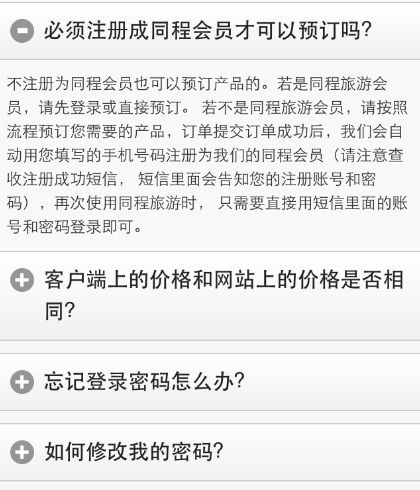 必须注册成同程会员才可以预订吗?
不注册为同程会员也可以预订产品的。若是同程旅游会
员，请先登录或直接预订。 若不是同程旅游会员，请按照
流程预订您需要的产品，订单提交订单成功后，我们会自
动用您填写的手机号码注册为我们的同程会员（请注意查
收注册成功短信， 短信里面会告知您的注册账号和密
码），再次使用同程旅游时， 只需要直接用短信里面的账
号和密码登录即可。
客户端上的价格和网站上的价格是否相
同?
忘记登录密码怎么办?
如何修改我的密码?